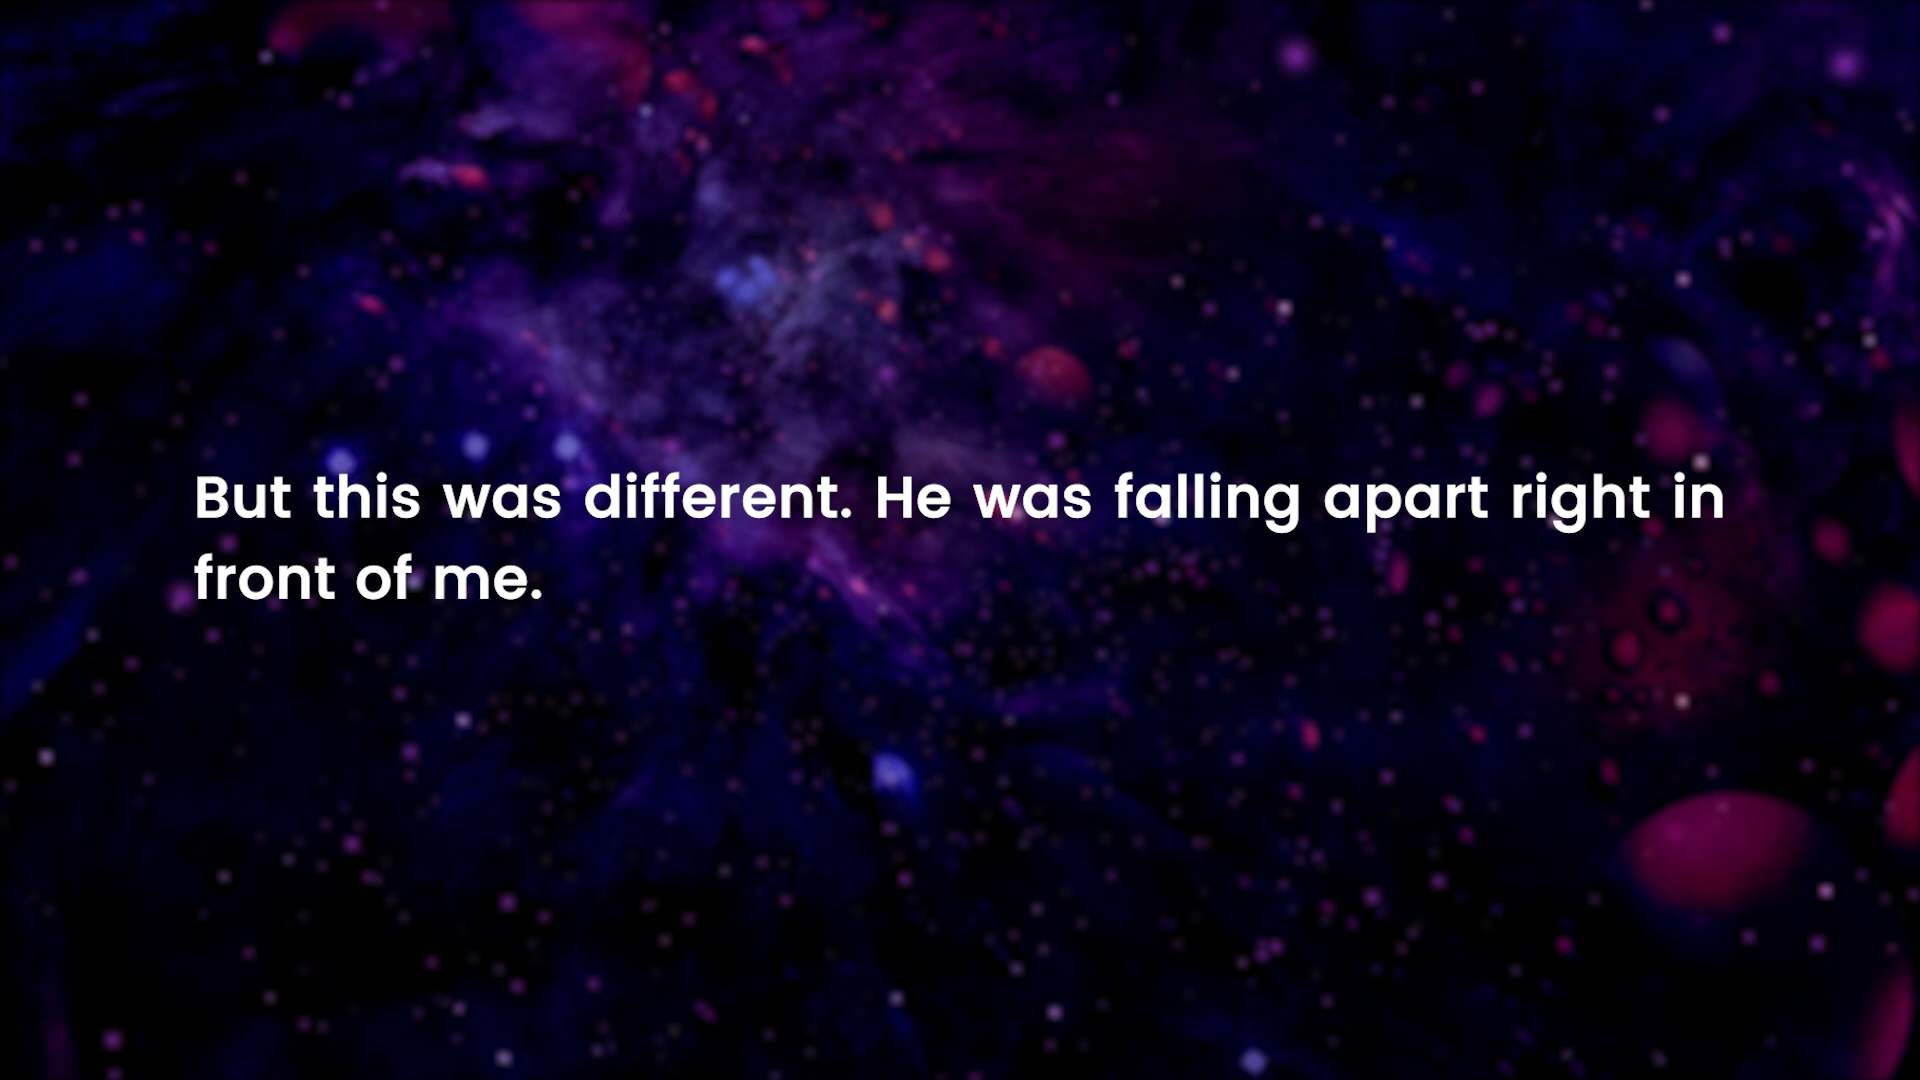 But this was different. He was falling apart right in
front of me.